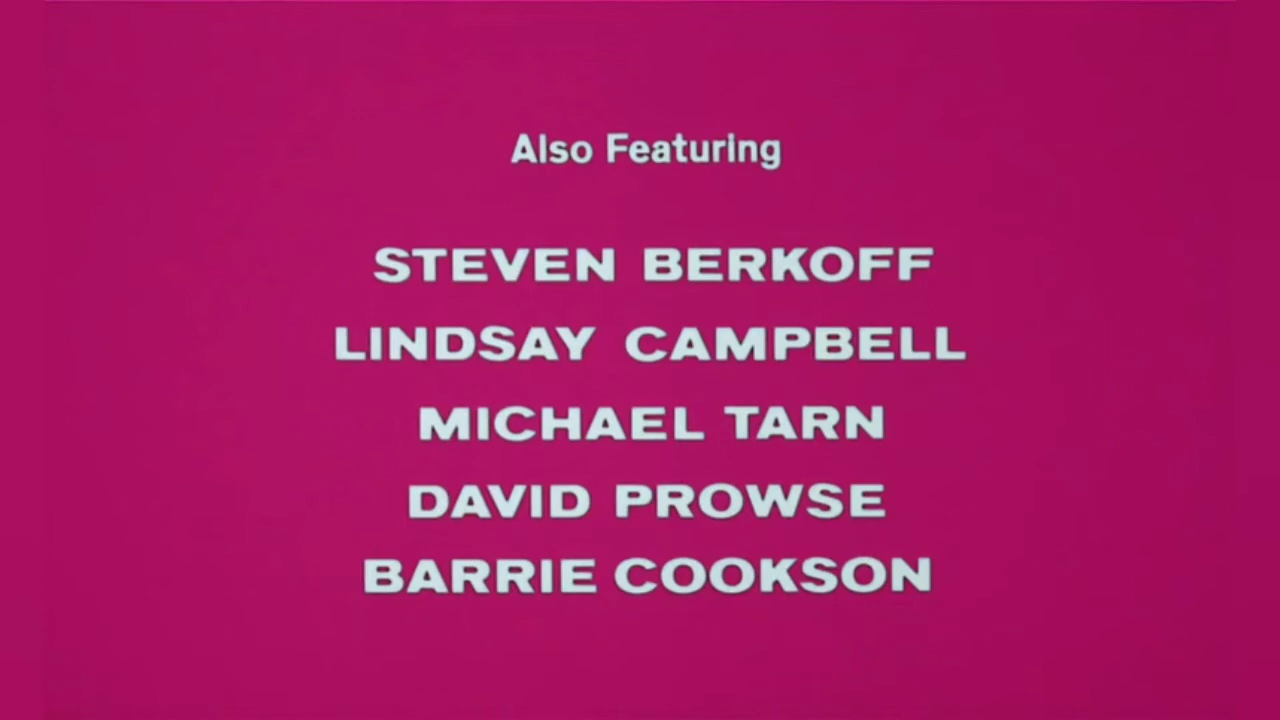 Also Featuring
STEVEN BERKOFF
LINDSAY CAMPBELL
MICHAEL TARN
DAVID PROWSE
BARRIE COOKSON